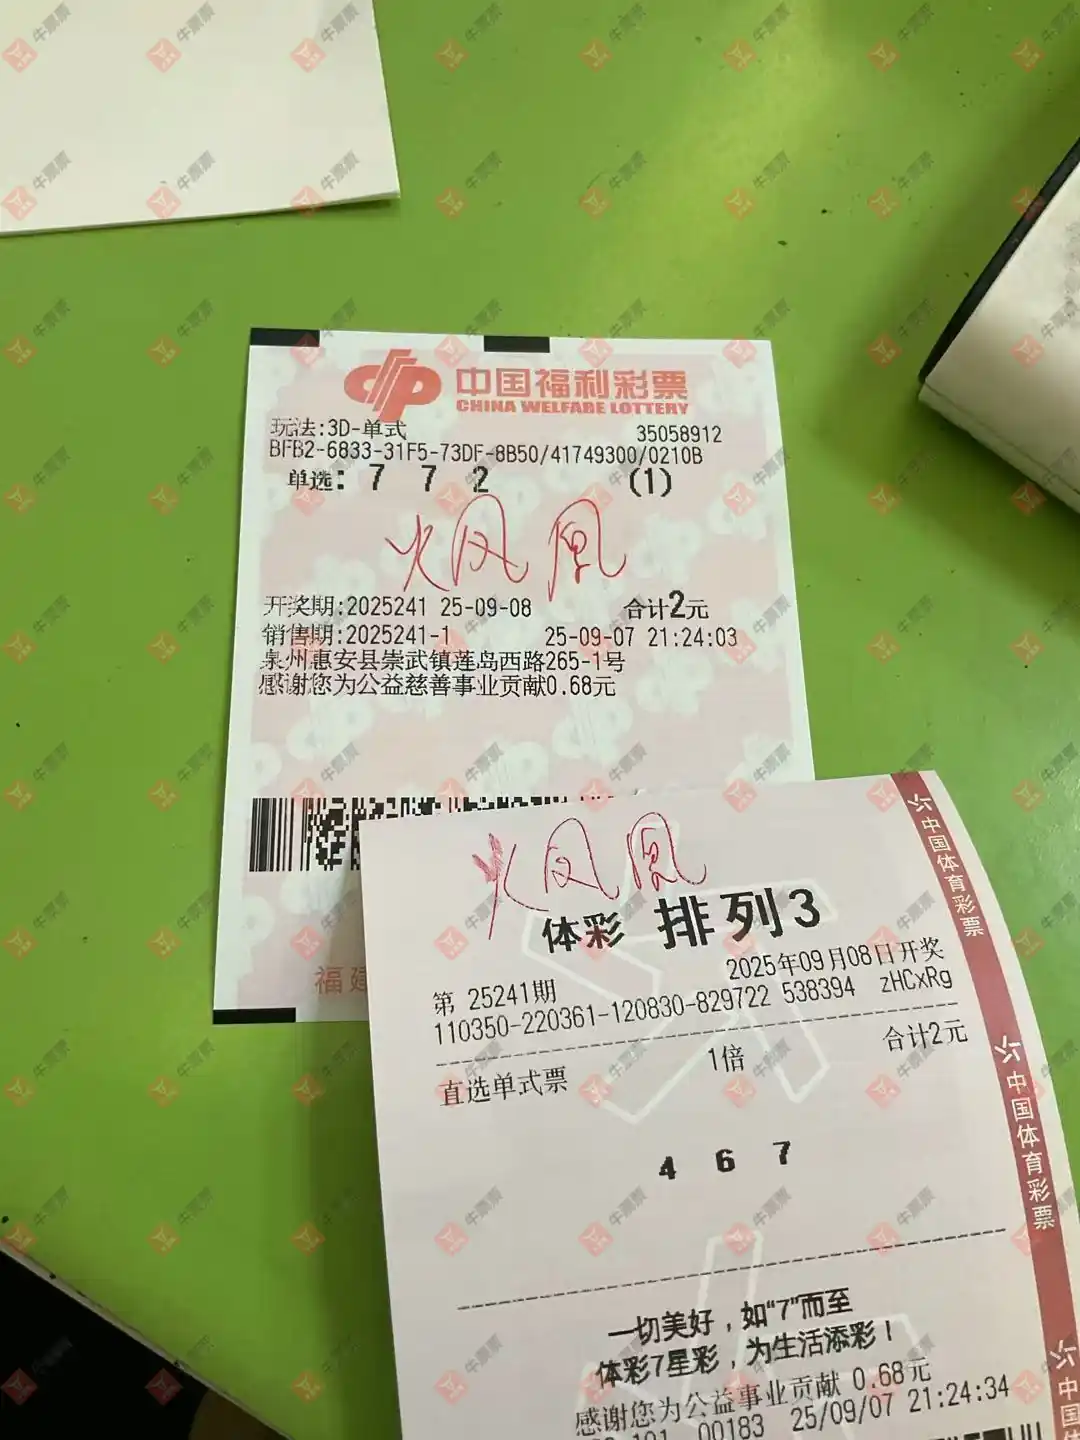 中国福利彩票
CHINA WELFARE LOTTERY
玩法:3D-单式 35058912
BFB2-6833-31F5-73DF-8B50/41749300/0210B
单选: 7 7 2 (1)
火凤凰
开奖期:2025241 25-09-08 合计2元
销售期:2025241-1 25-09-07 21:24:03
泉州惠安县崇武镇莲岛西路265-1号
感谢您为公益慈善事业贡献0.68元
福建
火凤凰
体彩 排列3
2025年09月08日开奖
第 25241期
110350-220361-120830-829722 538394 zHCxRg
合计2元
直选单式票 1倍
4 6 7
一切美好，如“7”而至
体彩7星彩，为生活添彩！
感谢您为公益事业贡献 0.68元
00183 25/09/07 21:24:34
中国体育彩票
中国体育彩票
中国
牛票票